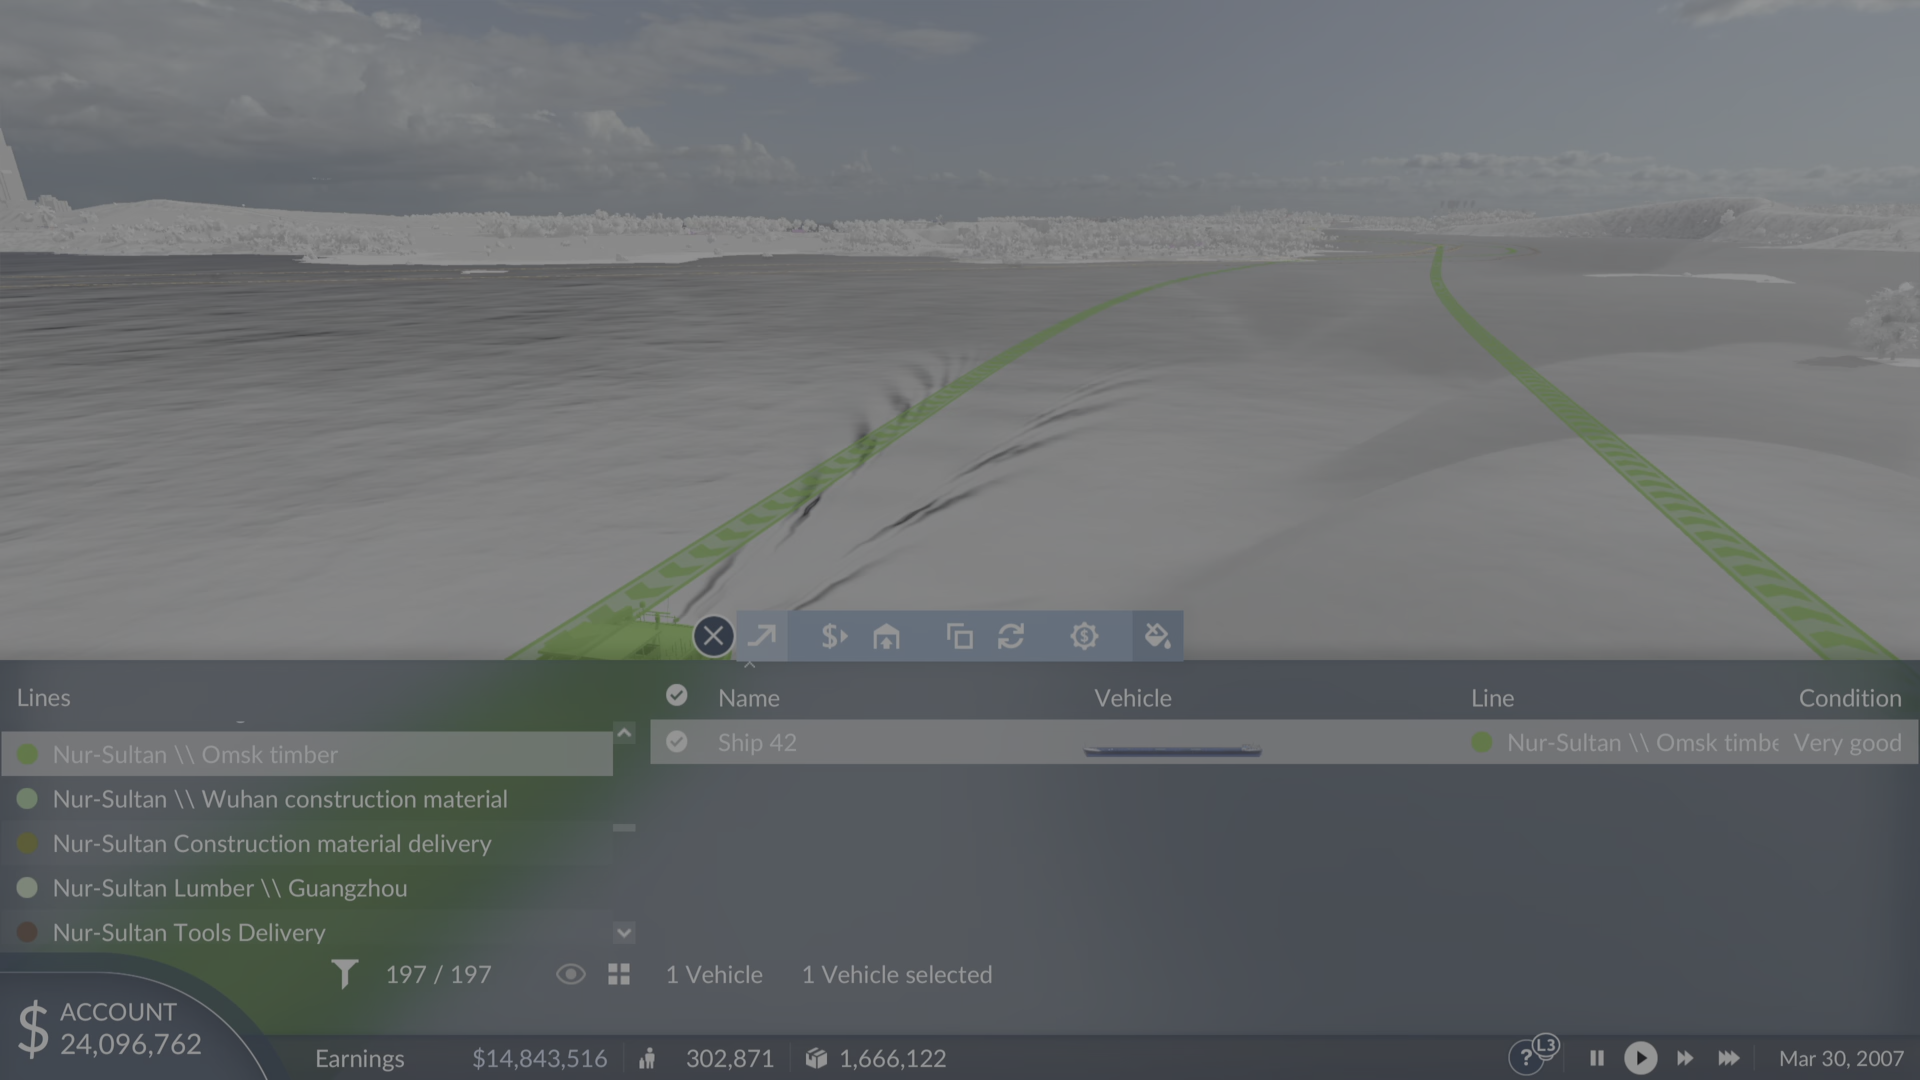 Lines
Name Vehicle Line Condition
Nur-Sultan \\ Omsk timber
Ship 42 Nur-Sultan \\ Omsk timbe Very good
Nur-Sultan \\ Wuhan construction material
Nur-Sultan Construction material delivery
Nur-Sultan Lumber \\ Guangzhou
Nur-Sultan Tools Delivery
197 / 197 1 Vehicle 1 Vehicle selected
$ ACCOUNT
24,096,762
Earnings $14,843,516 302,871 1,666,122 ? L3 Mar 30, 2007